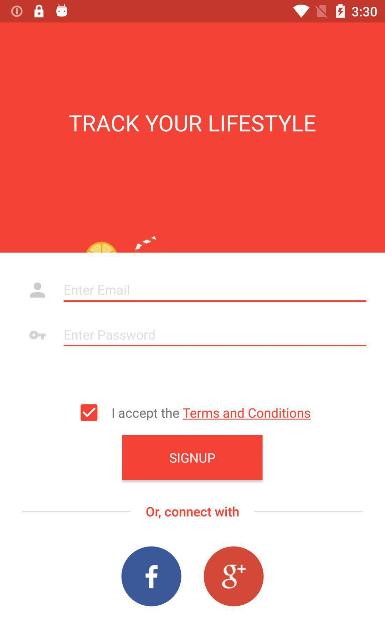 3:30
TRACK YOUR LIFESTYLE
Enter Email
Enter Password
I accept the Terms and Conditions
SIGNUP
Or, connect with
f
g+